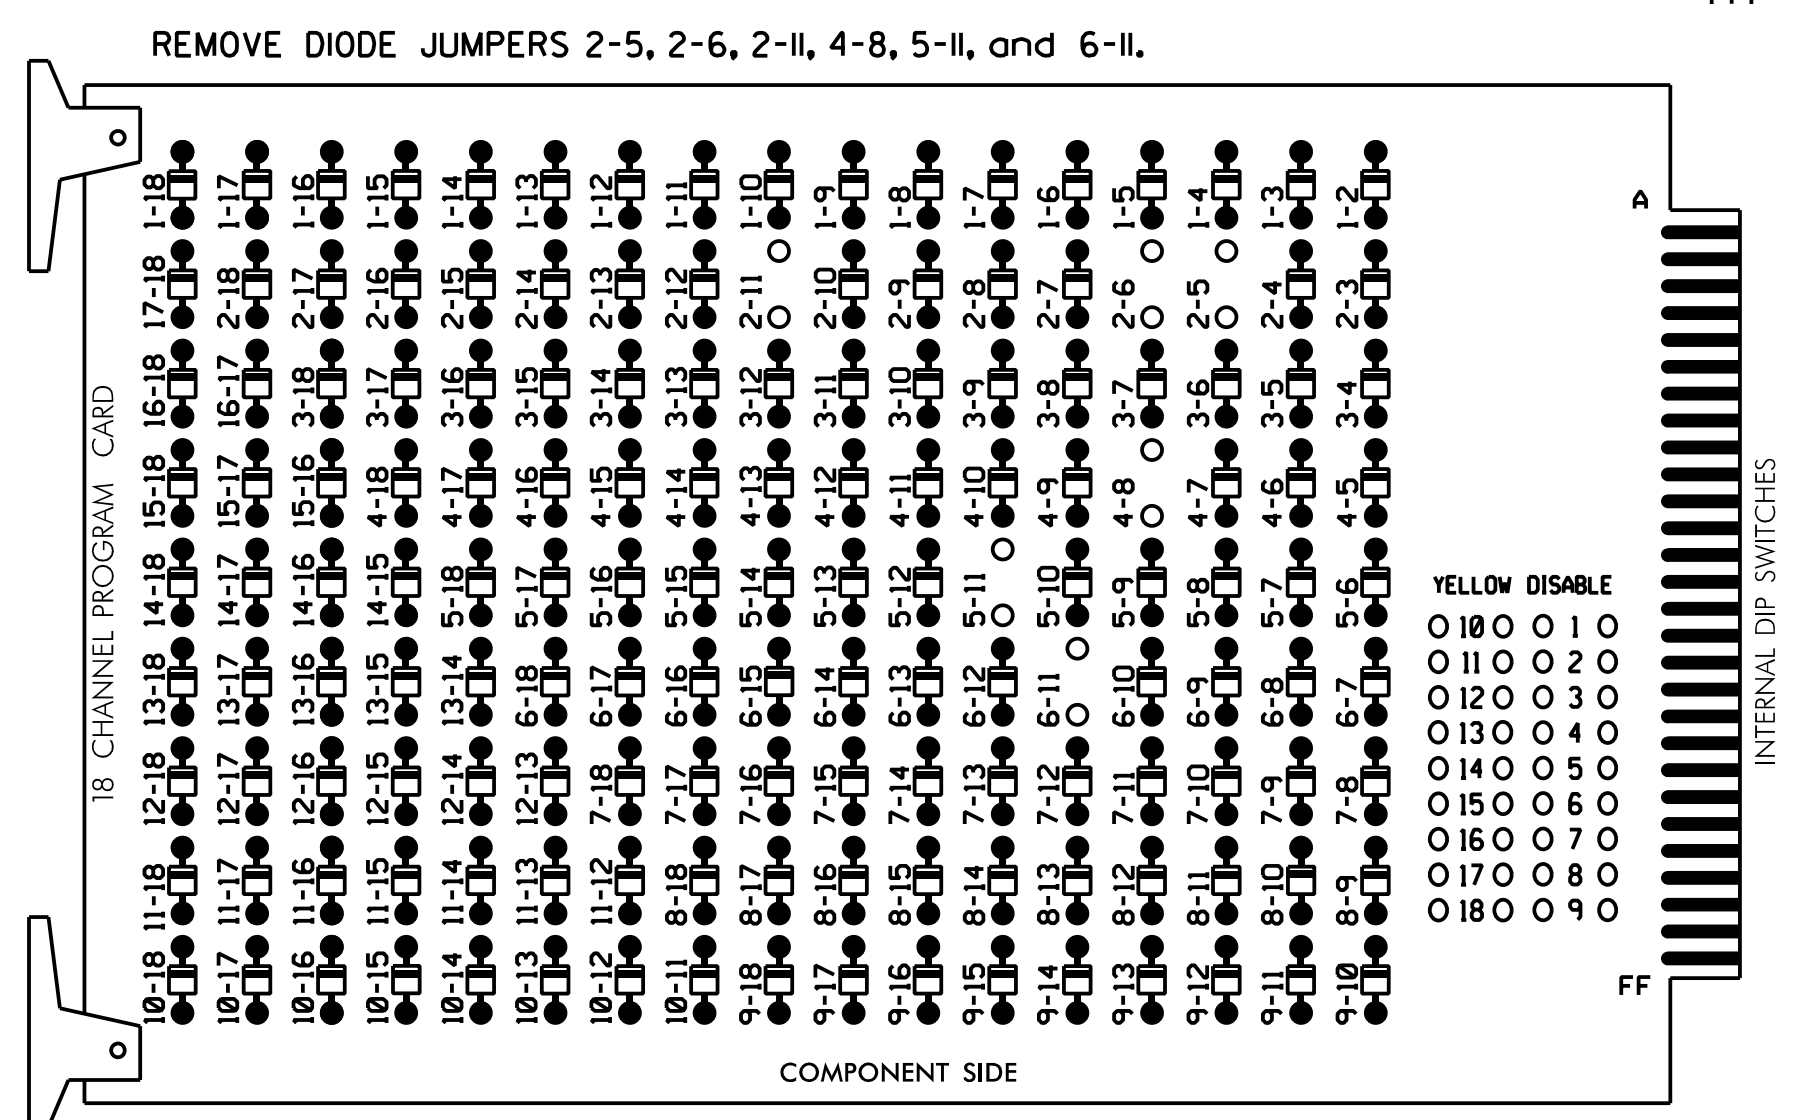 REMOVE DIODE JUMPERS 2-5, 2-6, 2-11, 4-8, 5-11, and 6-11.
1-18 1-17 1-16 1-15 1-14 1-13 1-12 1-11 1-10 1-9 1-8 1-7 1-6 1-5 1-4 1-3 1-2
17-18 2-18 2-17 2-16 2-15 2-14 2-13 2-12 2-11 2-10 2-9 2-8 2-7 2-6 2-5 2-4 2-3
16-18 16-17 3-18 3-17 3-16 3-15 3-14 3-13 3-12 3-11 3-10 3-9 3-8 3-7 3-6 3-5 3-4
15-18 15-17 15-16 4-18 4-17 4-16 4-15 4-14 4-13 4-12 4-11 4-10 4-9 4-8 4-7 4-6 4-5
14-18 14-17 14-16 14-15 5-18 5-17 5-16 5-15 5-14 5-13 5-12 5-11 5-10 5-9 5-8 5-7 5-6
13-18 13-17 13-16 13-15 13-14 6-18 6-17 6-16 6-15 6-14 6-13 6-12 6-11 6-10 6-9 6-8 6-7
12-18 12-17 12-16 12-15 12-14 12-13 7-18 7-17 7-16 7-15 7-14 7-13 7-12 7-11 7-10 7-9 7-8
11-18 11-17 11-16 11-15 11-14 11-13 11-12 8-18 8-17 8-16 8-15 8-14 8-13 8-12 8-11 8-10 8-9
10-18 10-17 10-16 10-15 10-14 10-13 10-12 10-11 9-18 9-17 9-16 9-15 9-14 9-13 9-12 9-11 9-10
18 CHANNEL PROGRAM CARD
A
YELLOW DISABLE
10 1
11 2
12 3
13 4
14 5
15 6
16 7
17 8
18 9
FF
INTERNAL DIP SWITCHES
COMPONENT SIDE